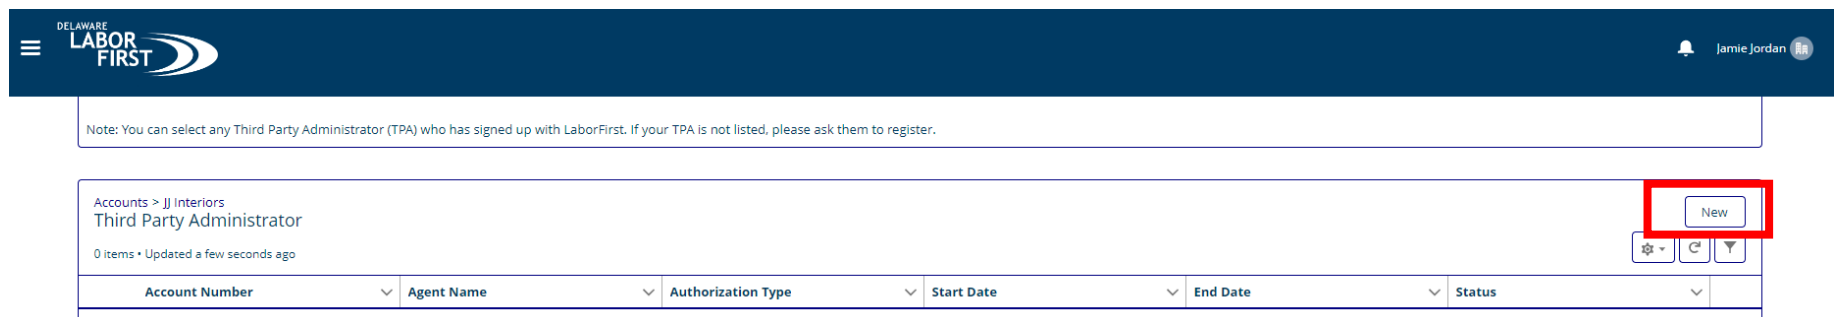 DELAWARE
LABOR
FIRST
Jamie Jordan
Note: You can select any Third Party Administrator (TPA) who has signed up with LaborFirst. If your TPA is not listed, please ask them to register.
Accounts > JJ Interiors
Third Party Administrator
New
0 items • Updated a few seconds ago
Account Number Agent Name Authorization Type Start Date End Date Status